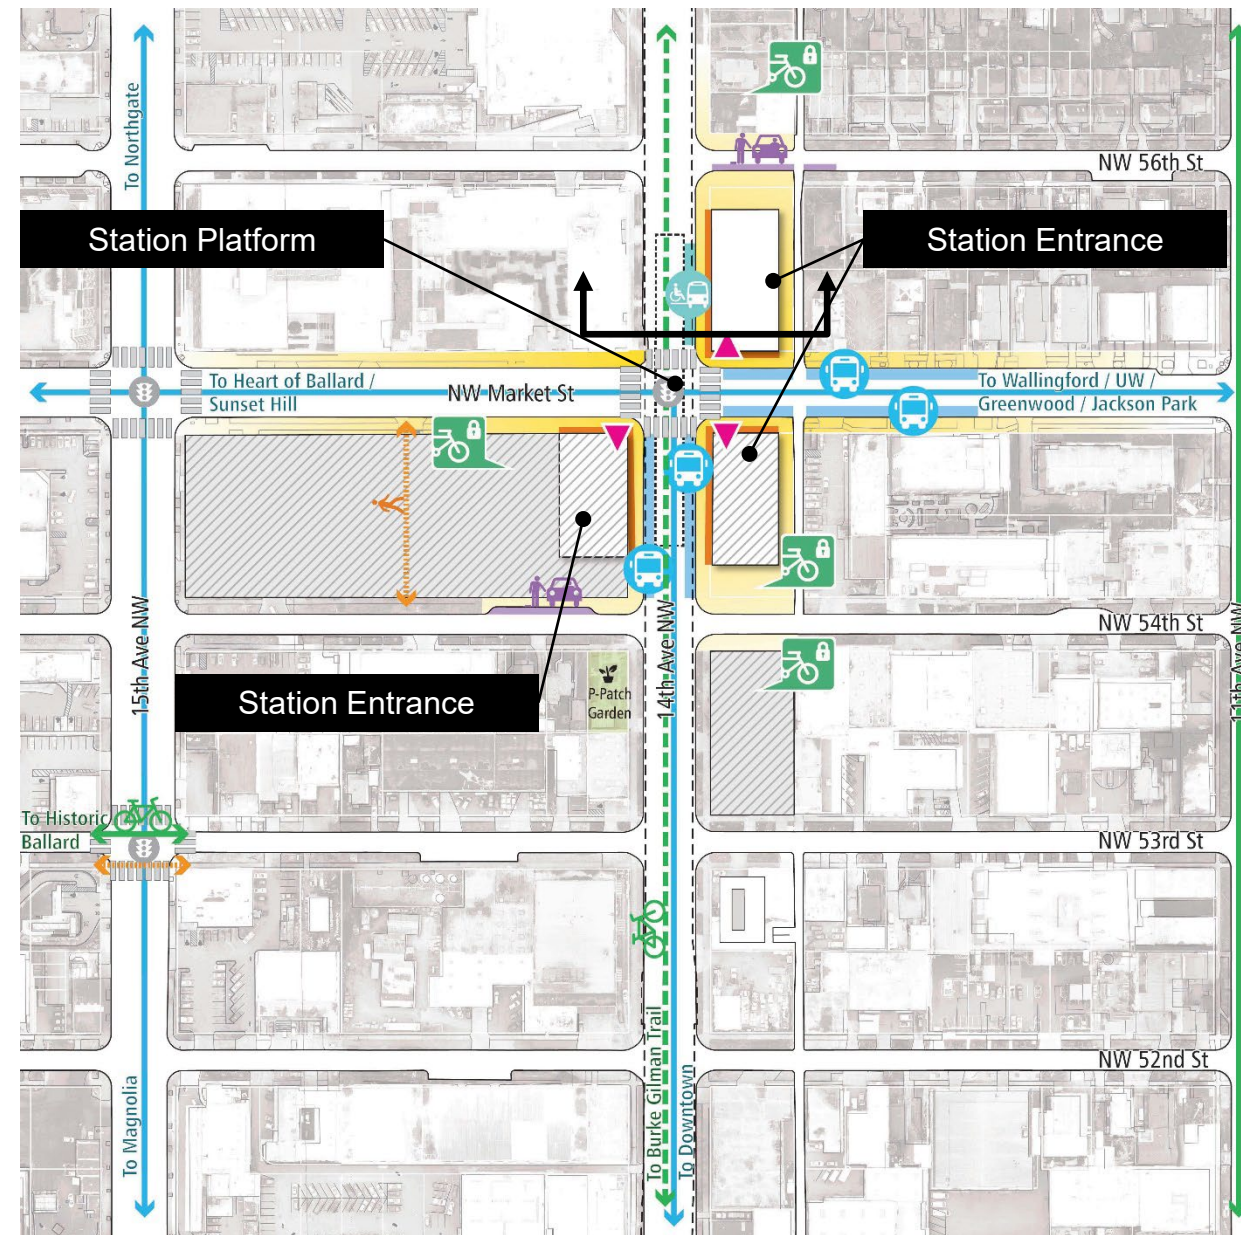 To Northgate
NW 56th St
Station Platform
Station Entrance
To Heart of Ballard /
Sunset Hill
NW Market St
To Wallingford / UW /
Greenwood / Jackson Park
15th Ave NW
14th Ave NW
11th Ave NW
NW 54th St
Station Entrance
P-Patch
Garden
To Historic
Ballard
NW 53rd St
To Burke Gilman Trail
To Downtown
NW 52nd St
To Magnolia